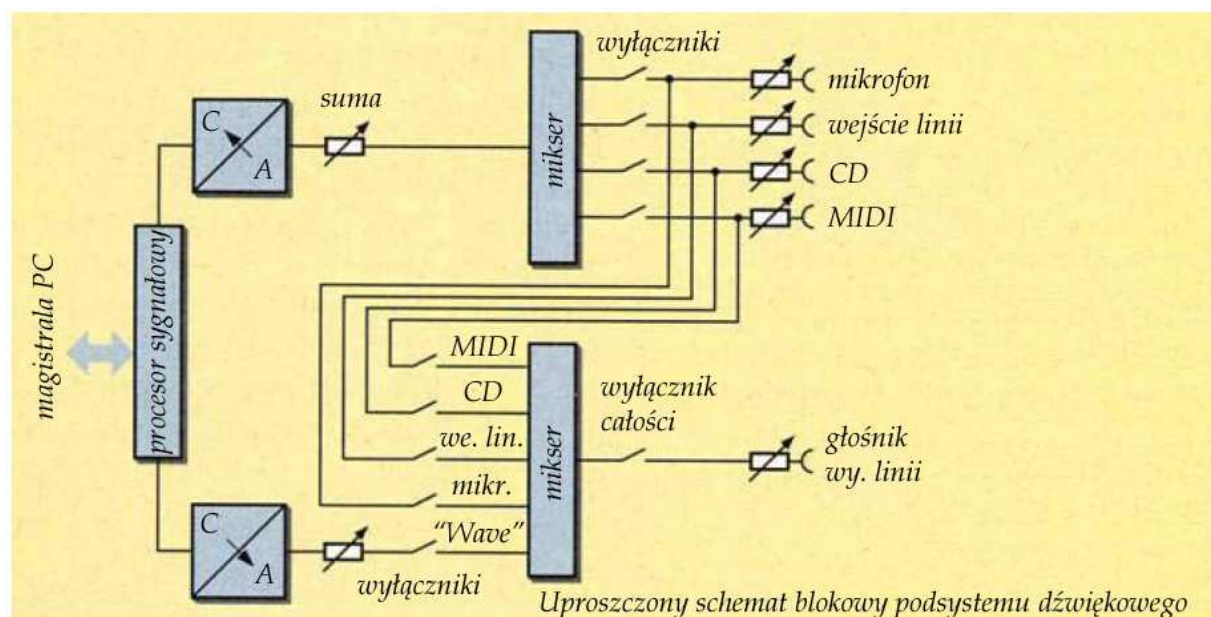 wyłączniki
suma
mikrofon
wejście linii
CD
MIDI
C
A
mikser
magistrala PC
procesor sygnałowy
MIDI
CD
we. lin.
mikr.
"Wave"
mikser
wyłącznik
całości
głośnik
wy. linii
C
A
wyłączniki
Uproszczony schemat blokowy podsystemu dźwiękowego